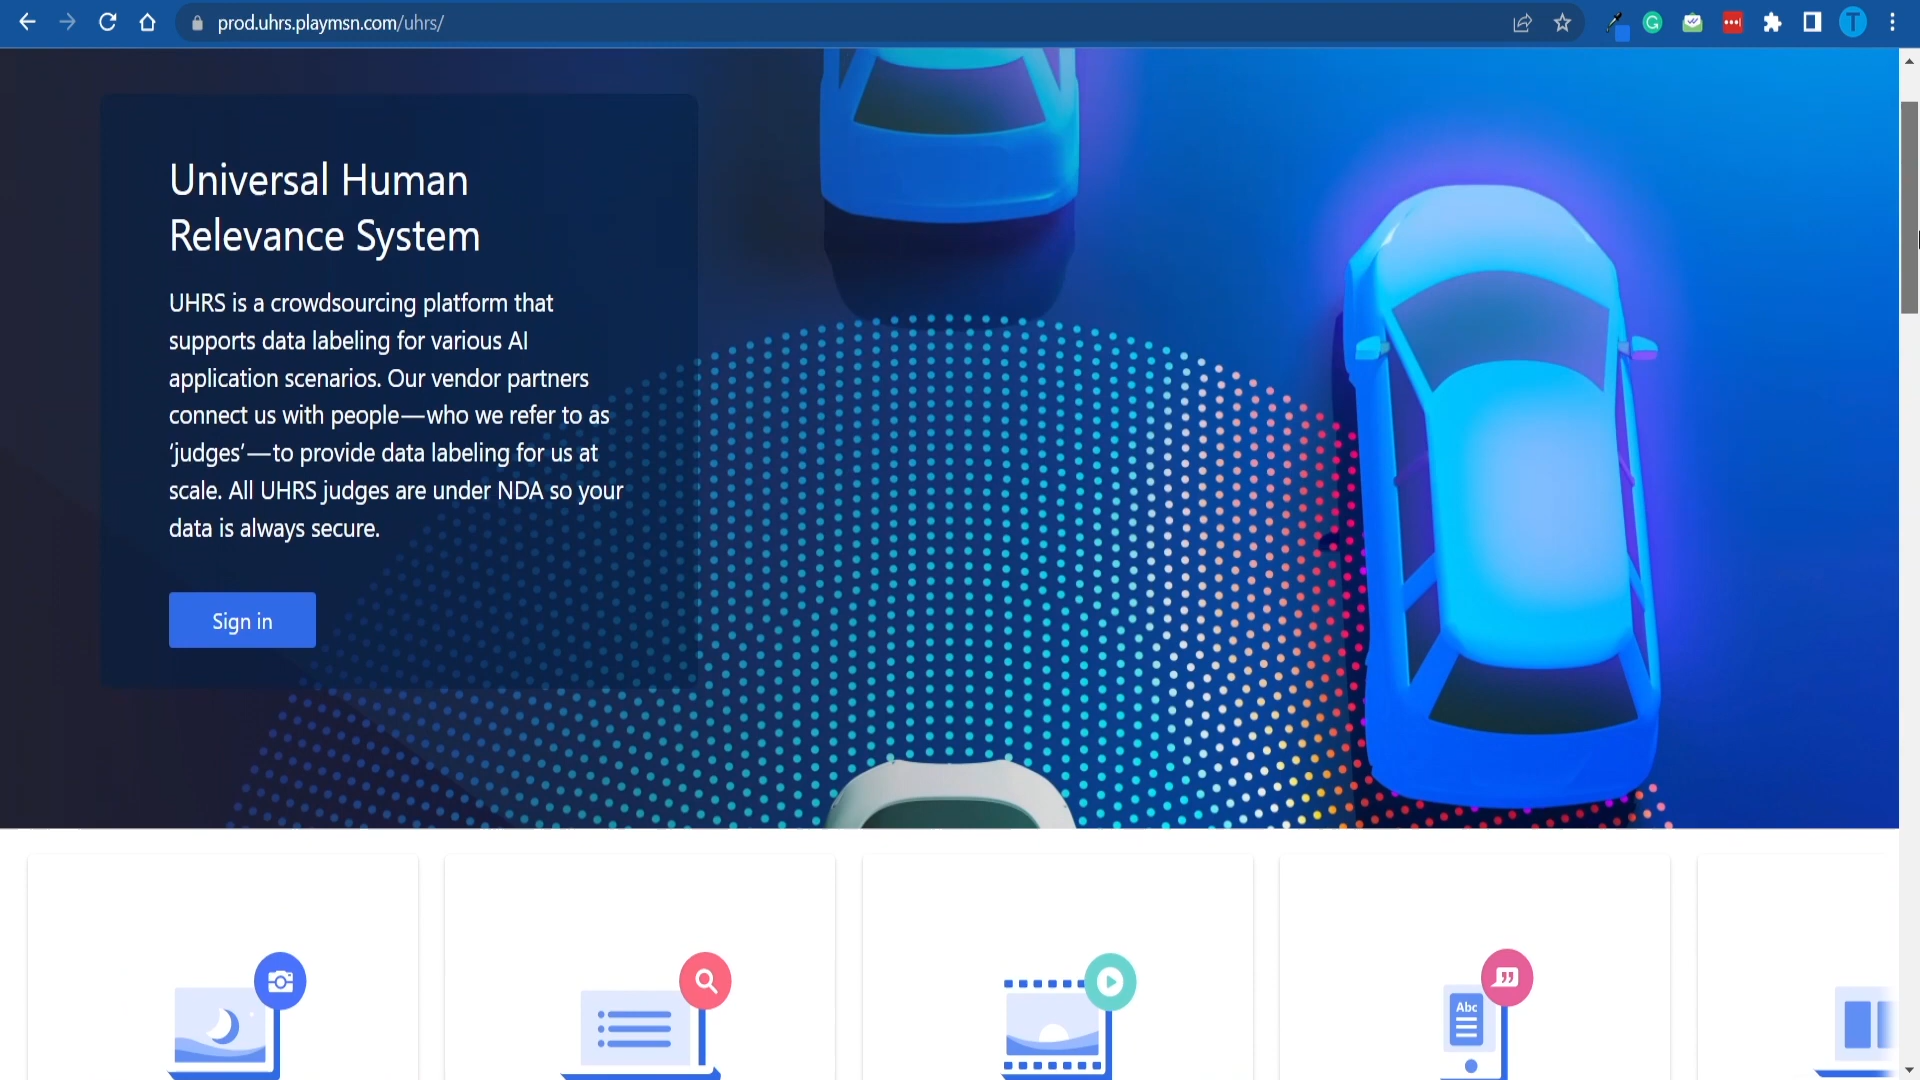 prod.uhrs.playmsn.com/uhrs/
T
Universal Human
Relevance System
UHRS is a crowdsourcing platform that
supports data labeling for various AI
application scenarios. Our vendor partners
connect us with people—who we refer to as
‘judges’—to provide data labeling for us at
scale. All UHRS judges are under NDA so your
data is always secure.
Sign in
Abc